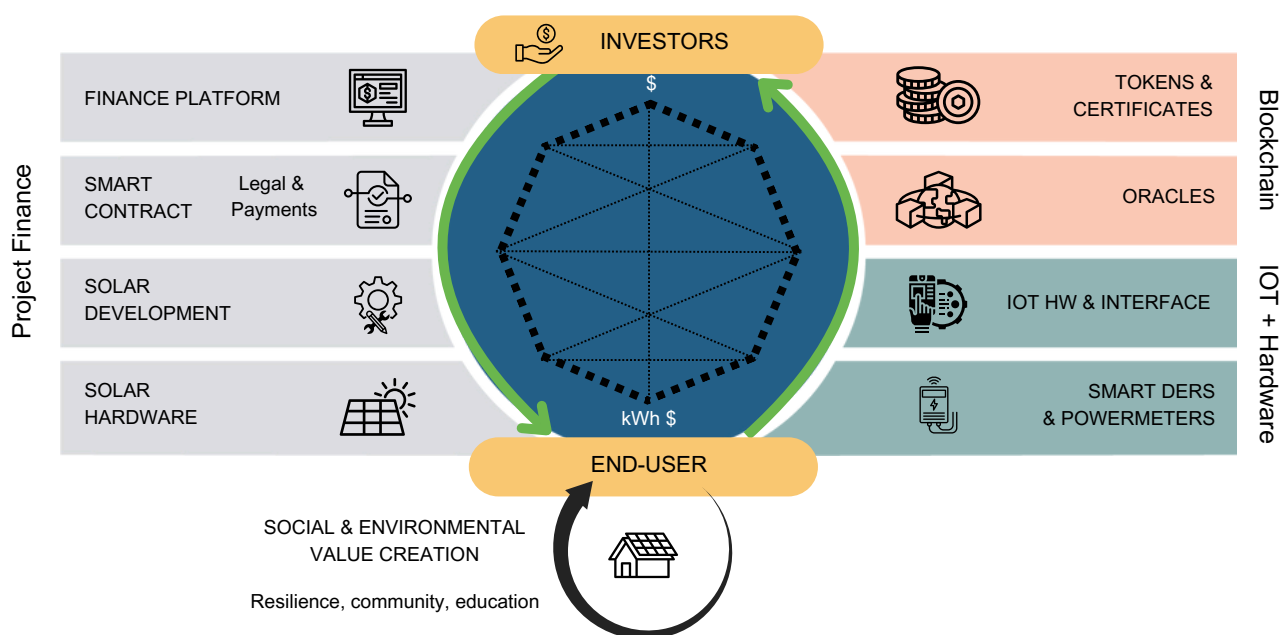 INVESTORS
$
Project Finance
FINANCE PLATFORM
SMART
CONTRACT
Legal &
Payments
SOLAR
DEVELOPMENT
SOLAR
HARDWARE
TOKENS &
CERTIFICATES
ORACLES
Blockchain
IOT HW & INTERFACE
SMART DERS
& POWERMETERS
IOT + Hardware
kWh $
END-USER
SOCIAL & ENVIRONMENTAL
VALUE CREATION
Resilience, community, education